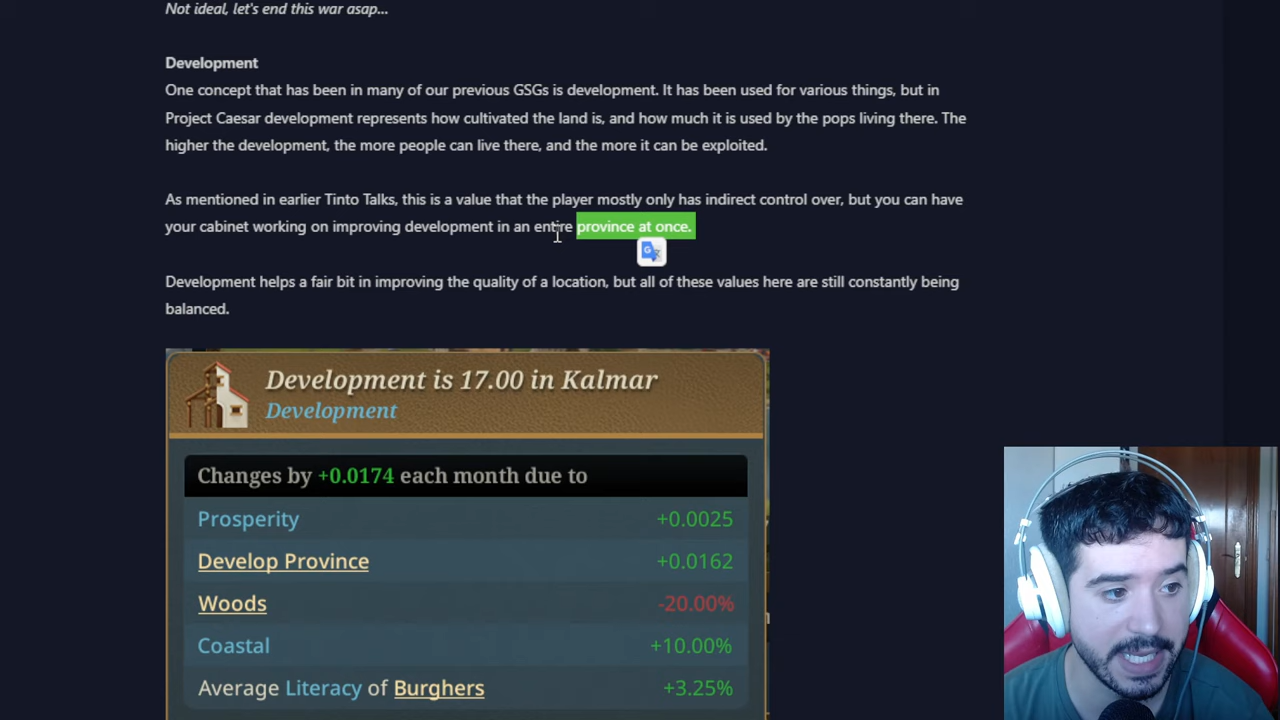 Not ideal, let's end this war asap...
Development
One concept that has been in many of our previous GSGs is development. It has been used for various things, but in
Project Caesar development represents how cultivated the land is, and how much it is used by the pops living there. The
higher the development, the more people can live there, and the more it can be exploited.
As mentioned in earlier Tinto Talks, this is a value that the player mostly only has indirect control over, but you can have
your cabinet working on improving development in an entire province at once.
Development helps a fair bit in improving the quality of a location, but all of these values here are still constantly being
balanced.
Development is 17.00 in Kalmar
Development
Changes by +0.0174 each month due to
Prosperity +0.0025
Develop Province +0.0162
Woods -20.00%
Coastal +10.00%
Average Literacy of Burghers +3.25%